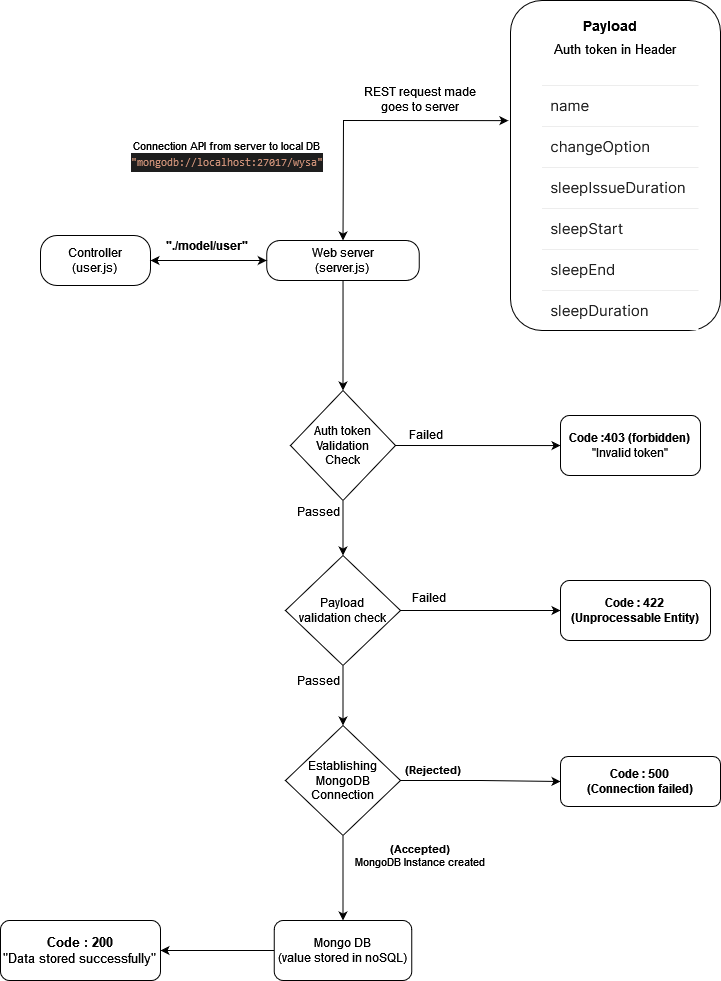 Payload
Auth token in Header
name
changeOption
sleepIssueDuration
sleepStart
sleepEnd
sleepDuration
REST request made
goes to server
Connection API from server to local DB
"mongodb://localhost:27017/wysa"
Controller
(user.js)
"./model/user"
Web server
(server.js)
Auth token
Validation
Check
Failed
Code :403 (forbidden)
"Invalid token"
Passed
Payload
validation check
Failed
Code : 422
(Unprocessable Entity)
Passed
Establishing
MongoDB
Connection
(Rejected)
Code : 500
(Connection failed)
(Accepted)
MongoDB Instance created
Mongo DB
(value stored in noSQL)
Code : 200
"Data stored successfully"